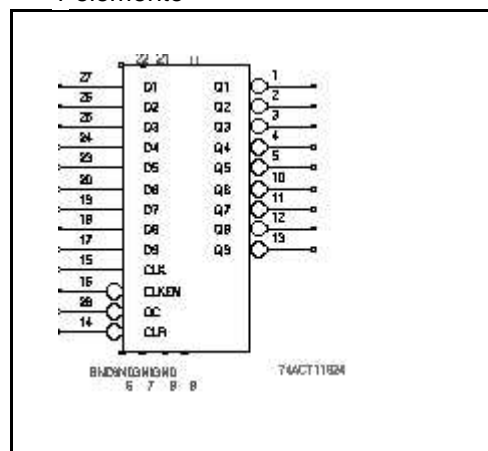 1 elements
22 21
27 D1 Q1 1
26 D2 Q2 2
25 D3 Q3 3
24 D4 Q4 4
23 D5 Q5 5
20 D6 Q6 10
19 D7 Q7 11
18 D8 Q8 12
17 D9 Q9 13
15 CLK
16 CLKEN
28 OC
14 CLR
GNDGNDGNDGND
6 7 8 9
74ACT11824